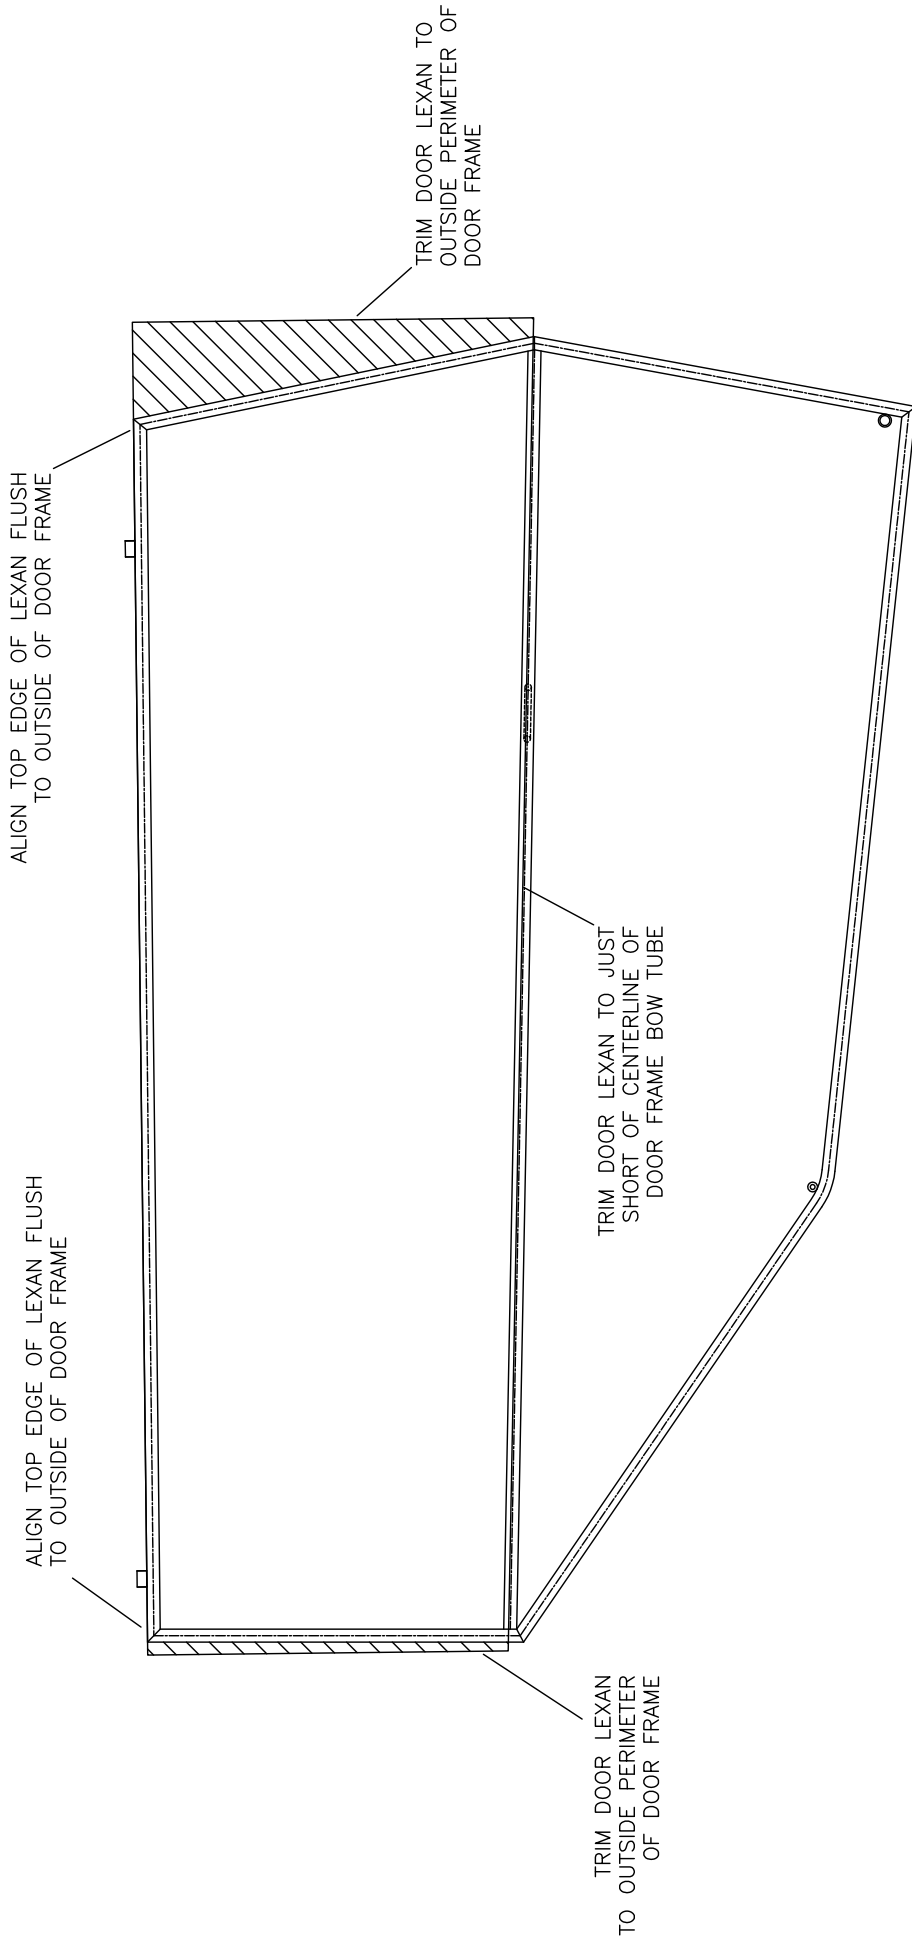 ALIGN TOP EDGE OF LEXAN FLUSH
TO OUTSIDE OF DOOR FRAME
ALIGN TOP EDGE OF LEXAN FLUSH
TO OUTSIDE OF DOOR FRAME
TRIM DOOR LEXAN TO
OUTSIDE PERIMETER OF
DOOR FRAME
TRIM DOOR LEXAN TO JUST
SHORT OF CENTERLINE OF
DOOR FRAME BOW TUBE
TRIM DOOR LEXAN
TO OUTSIDE PERIMETER
OF DOOR FRAME